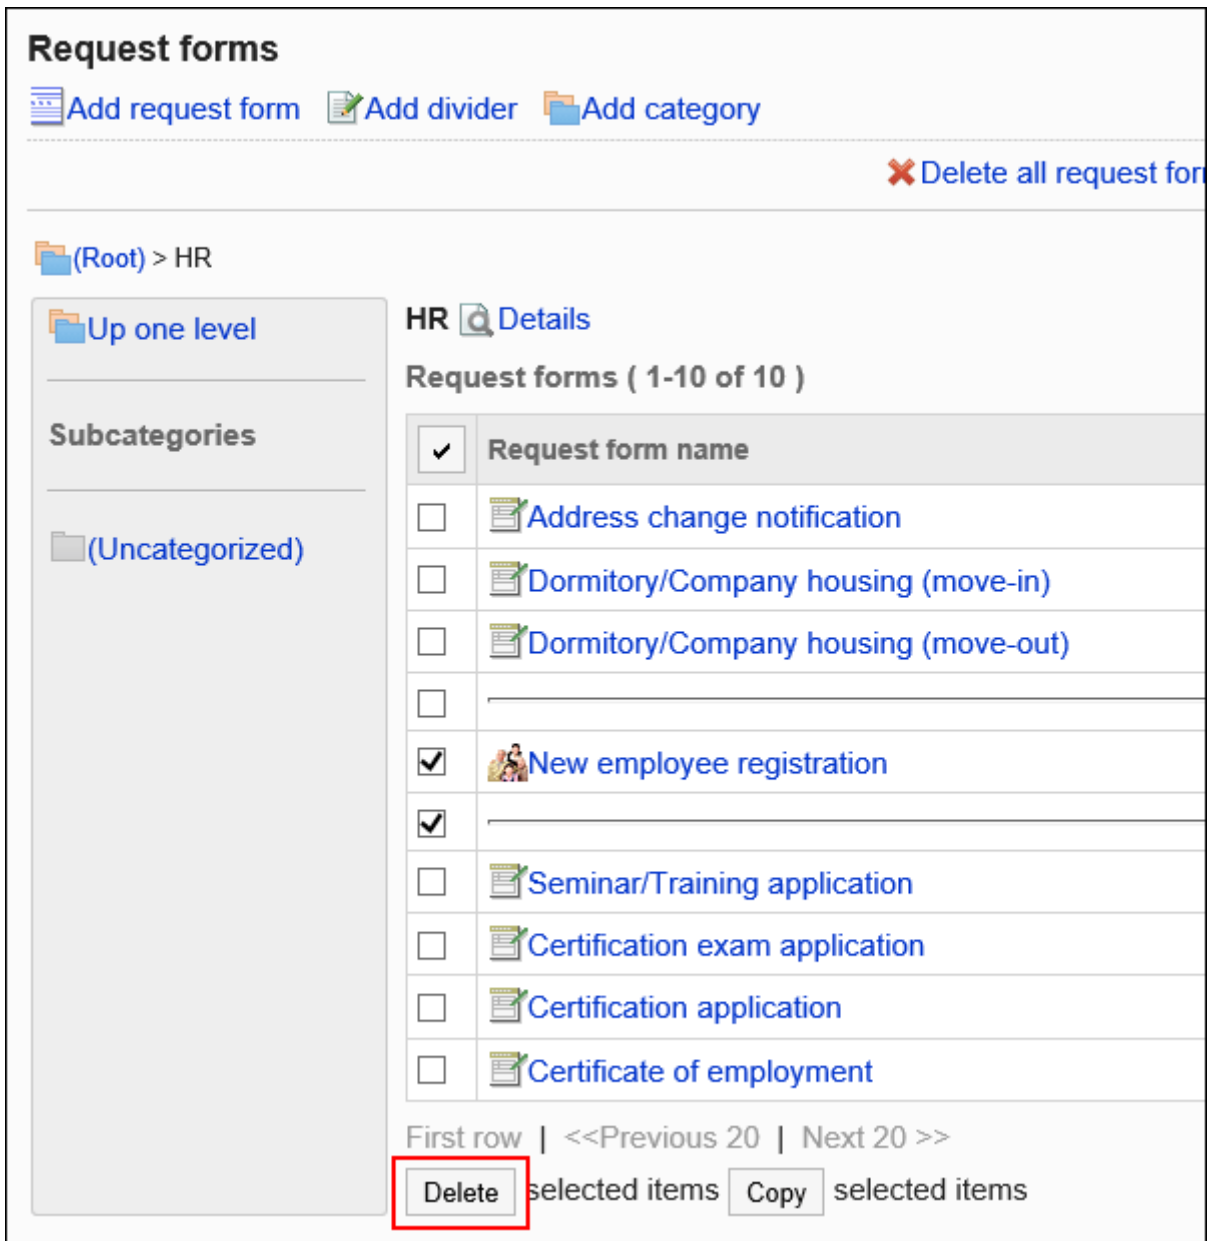 Request forms
Add request form Add divider Add category
Delete all request for
(Root) > HR
Up one level
Subcategories
(Uncategorized)
HR Details
Request forms ( 1-10 of 10 )
Request form name
Address change notification
Dormitory/Company housing (move-in)
Dormitory/Company housing (move-out)
New employee registration
Seminar/Training application
Certification exam application
Certification application
Certificate of employment
First row | <<Previous 20 | Next 20 >>
Delete selected items Copy selected items